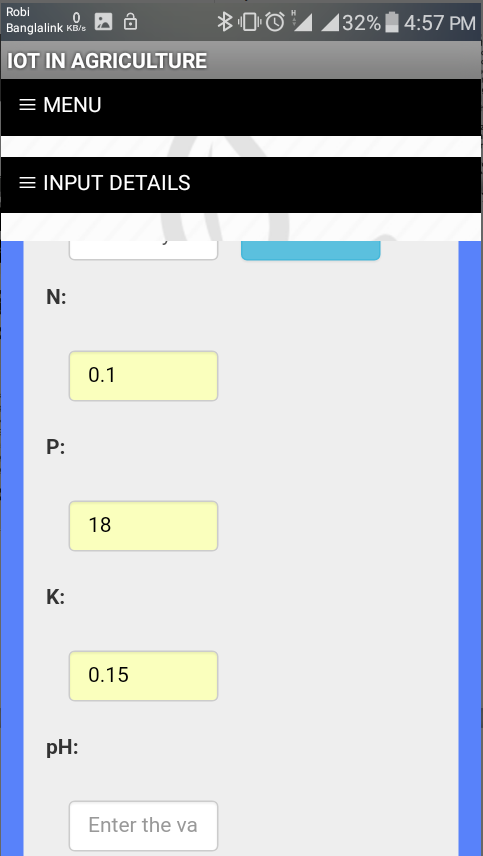 Robi
Banglalink 0 KB/s 32% 4:57 PM
IOT IN AGRICULTURE
MENU
INPUT DETAILS
N:
0.1
P:
18
K:
0.15
pH:
Enter the va